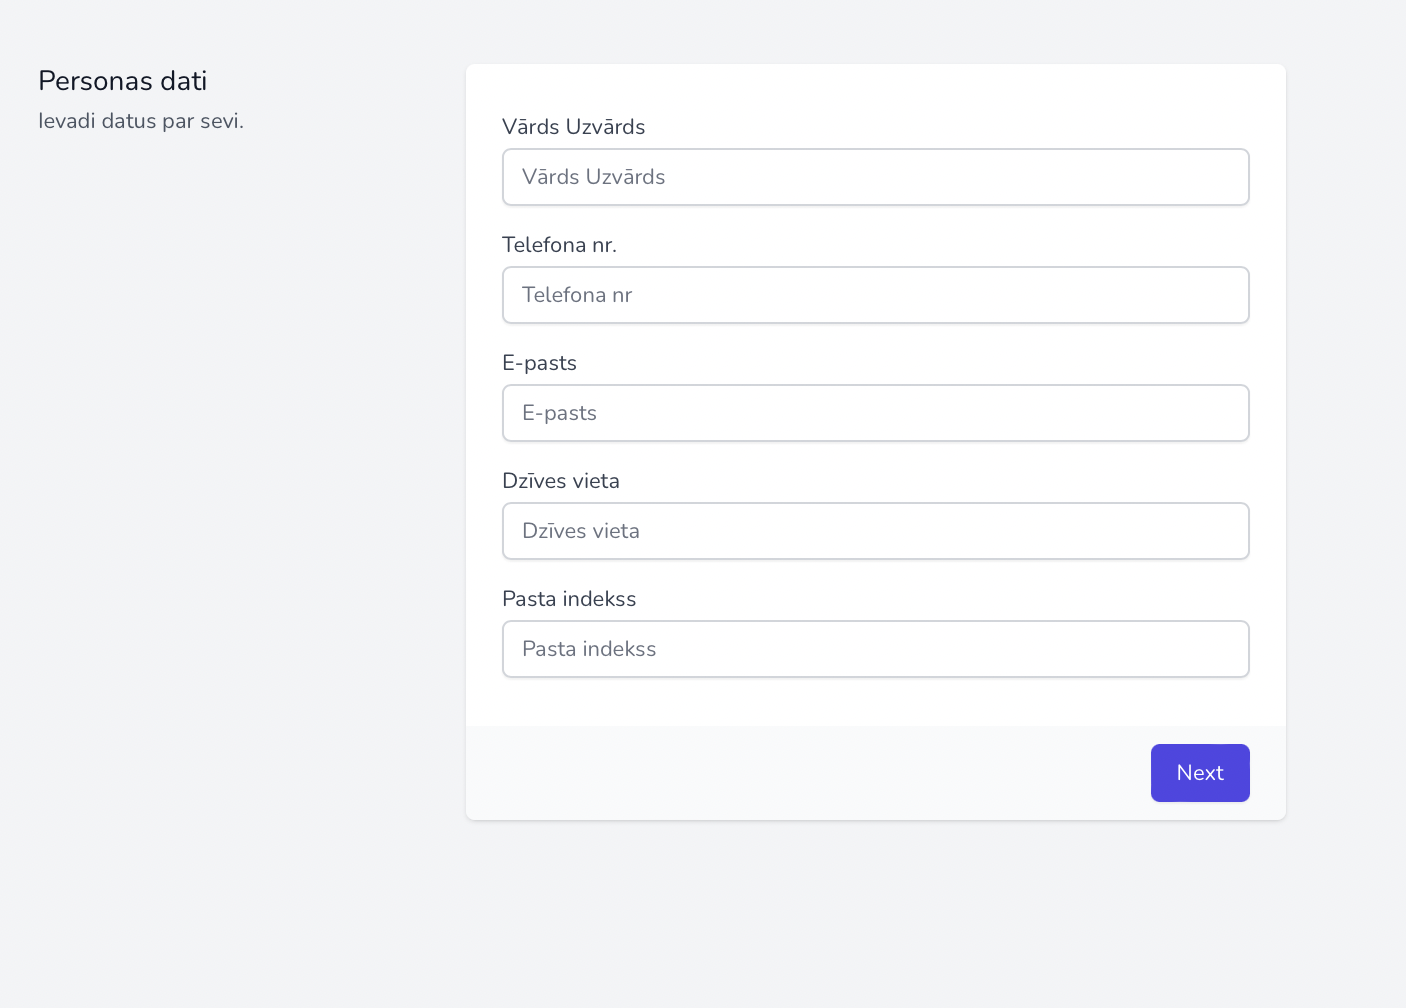 Personas dati
Ievadi datus par sevi.
Vārds Uzvārds
Vārds Uzvārds
Telefona nr.
Telefona nr
E-pasts
E-pasts
Dzīves vieta
Dzīves vieta
Pasta indekss
Pasta indekss
Next